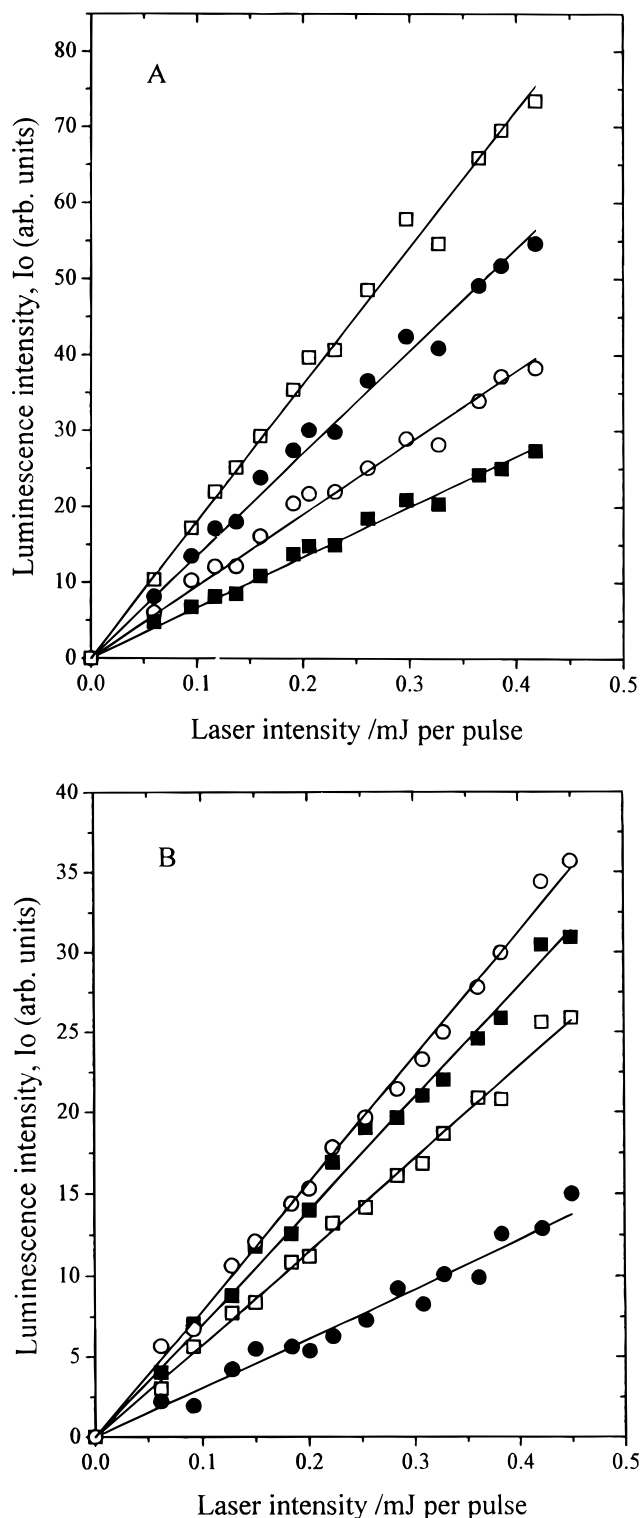 A
Luminescence intensity, Io (arb. units)
80
70
60
50
40
30
20
10
0
0.0 0.1 0.2 0.3 0.4 0.5
Laser intensity /mJ per pulse
B
Luminescence intensity, Io (arb. units)
40
35
30
25
20
15
10
5
0
0.0 0.1 0.2 0.3 0.4 0.5
Laser intensity /mJ per pulse